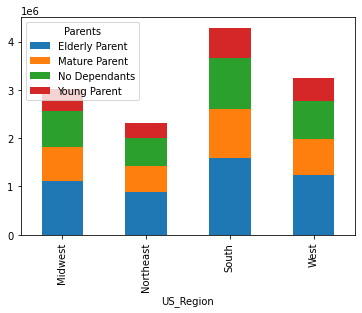 1e6
Parents
Elderly Parent
Mature Parent
No Dependants
Young Parent
4
3
2
1
0
Midwest
Northeast
South
West
US_Region